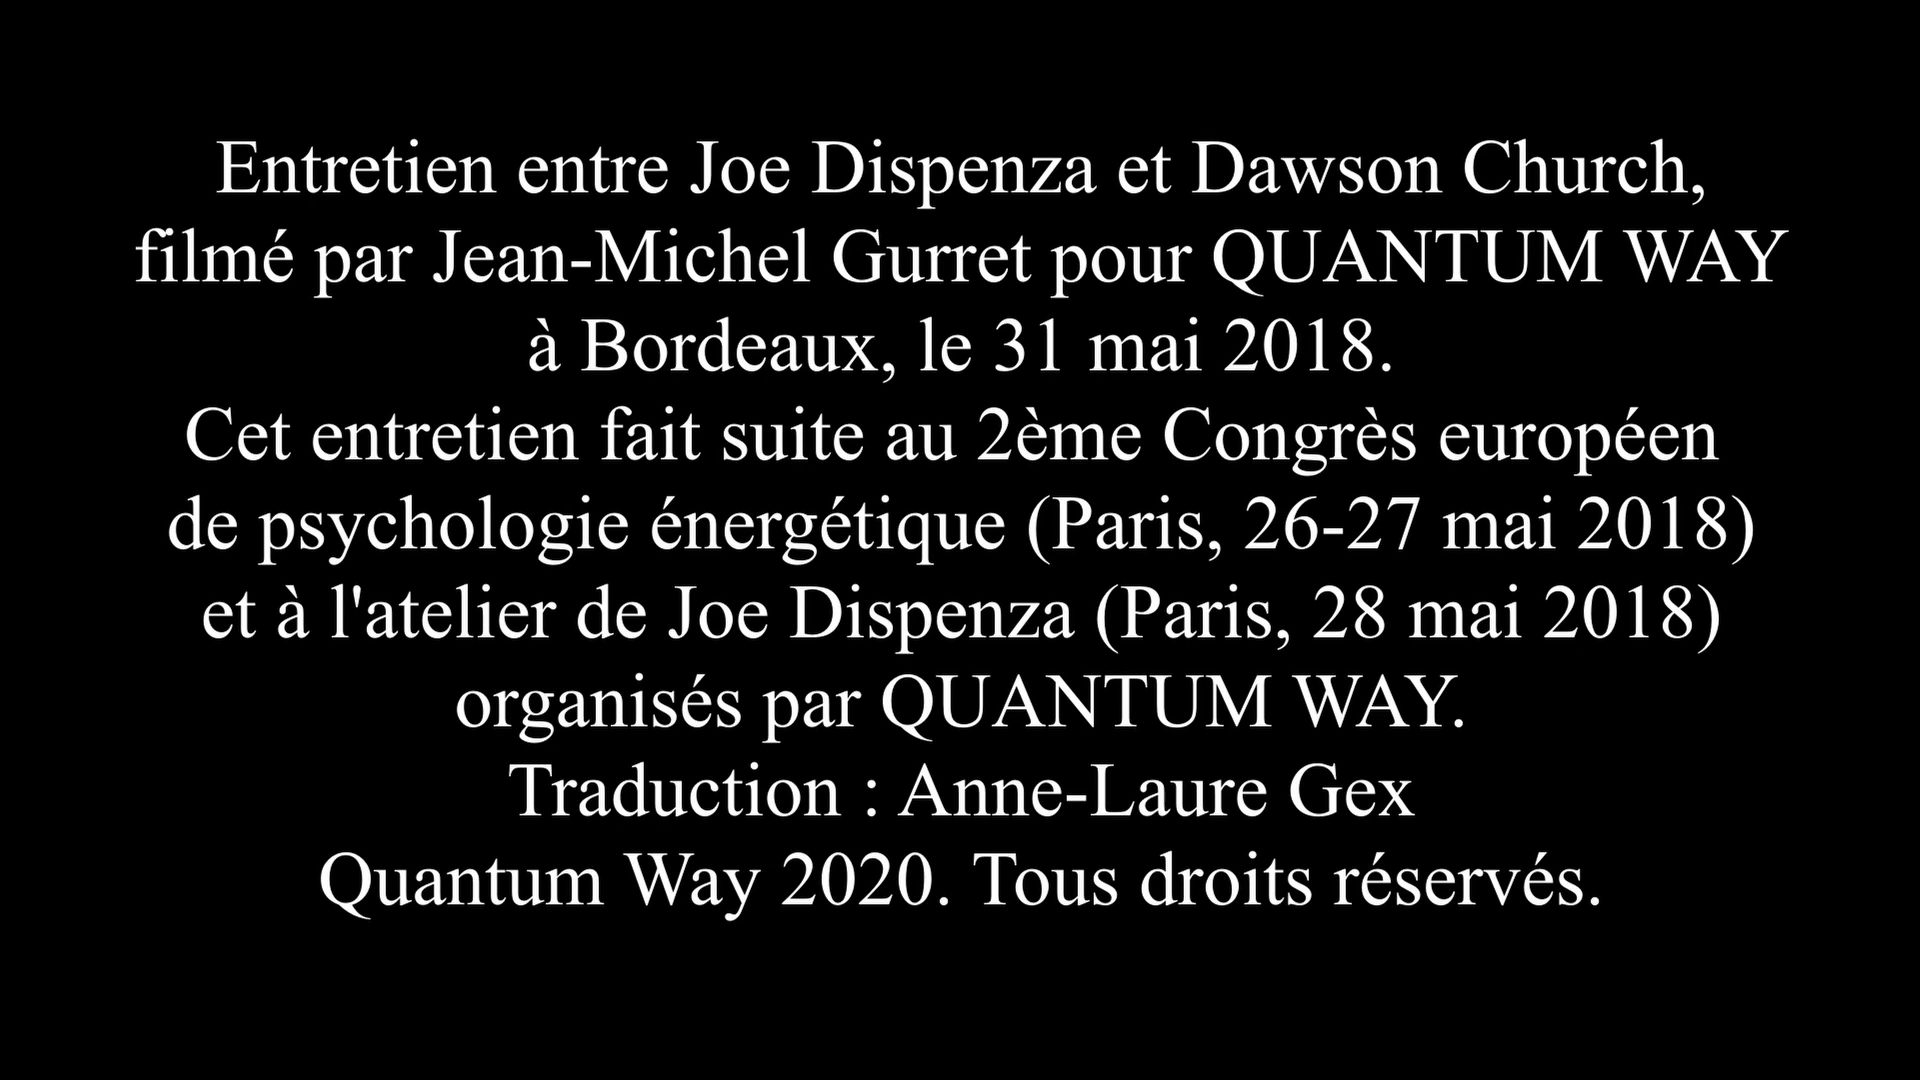 Entretien entre Joe Dispenza et Dawson Church,
filmé par Jean-Michel Gurret pour QUANTUM WAY
à Bordeaux, le 31 mai 2018.
Cet entretien fait suite au 2ème Congrès européen
de psychologie énergétique (Paris, 26-27 mai 2018)
et à l'atelier de Joe Dispenza (Paris, 28 mai 2018)
organisés par QUANTUM WAY.
Traduction : Anne-Laure Gex
Quantum Way 2020. Tous droits réservés.